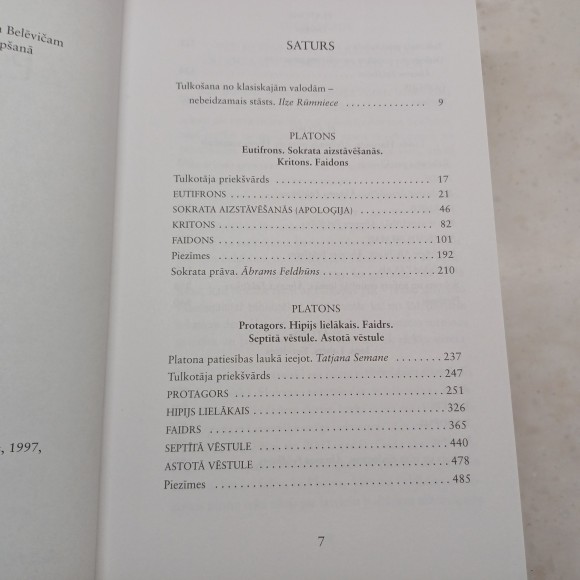 Belēvičam
pšanā
, 1997,
SATURS
Tulkošana no klasiskajām valodām –
nebeidzamais stāsts. Ilze Rūmniece ............... 9
PLATONS
Eutifrons. Sokrata aizstāvēšanās.
Kritons. Faidons
Tulkotāja priekšvārds ............................ 17
EUTIFRONS .................................... 21
SOKRATA AIZSTĀVĒŠANĀS (APOLOĢIJA) ............. 46
KRITONS ...................................... 82
FAIDONS ...................................... 101
Piezīmes ...................................... 192
Sokrata prāva. Ābrams Feldhūns .................... 210
PLATONS
Protagors. Hipijs lielākais. Faidrs.
Septītā vēstule. Astotā vēstule
Platona patiesības laukā ieejot. Tatjana Semane ........ 237
Tulkotāja priekšvārds ............................ 247
PROTAGORS .................................... 251
HIPIJS LIELĀKAIS ................................. 326
FAIDRS ........................................ 365
SEPTĪTĀ VĒSTULE ................................ 440
ASTOTĀ VĒSTULE ................................ 478
Piezīmes ....................................... 485
7